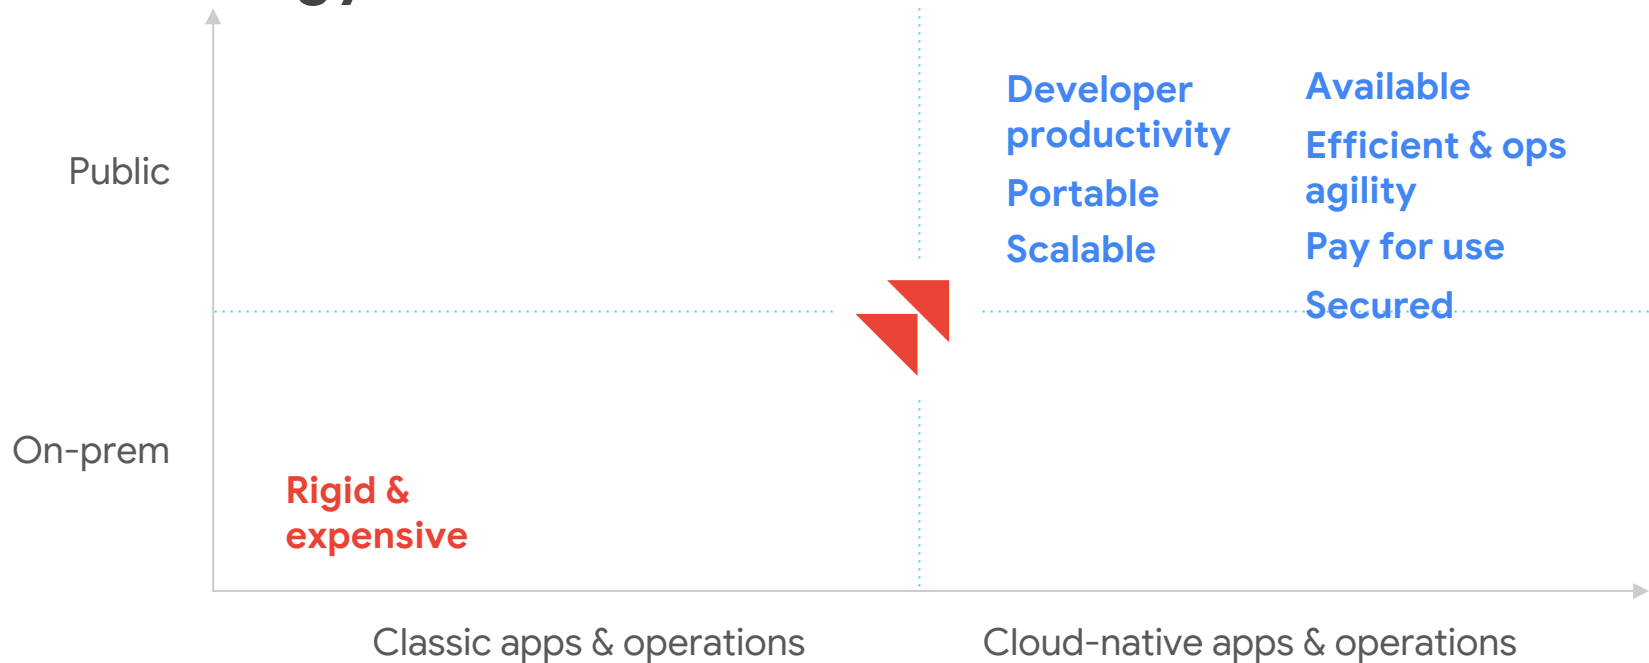 Public
Developer
productivity
Portable
Scalable
Available
Efficient & ops
agility
Pay for use
Secured
On-prem
Rigid &
expensive
Classic apps & operations
Cloud-native apps & operations